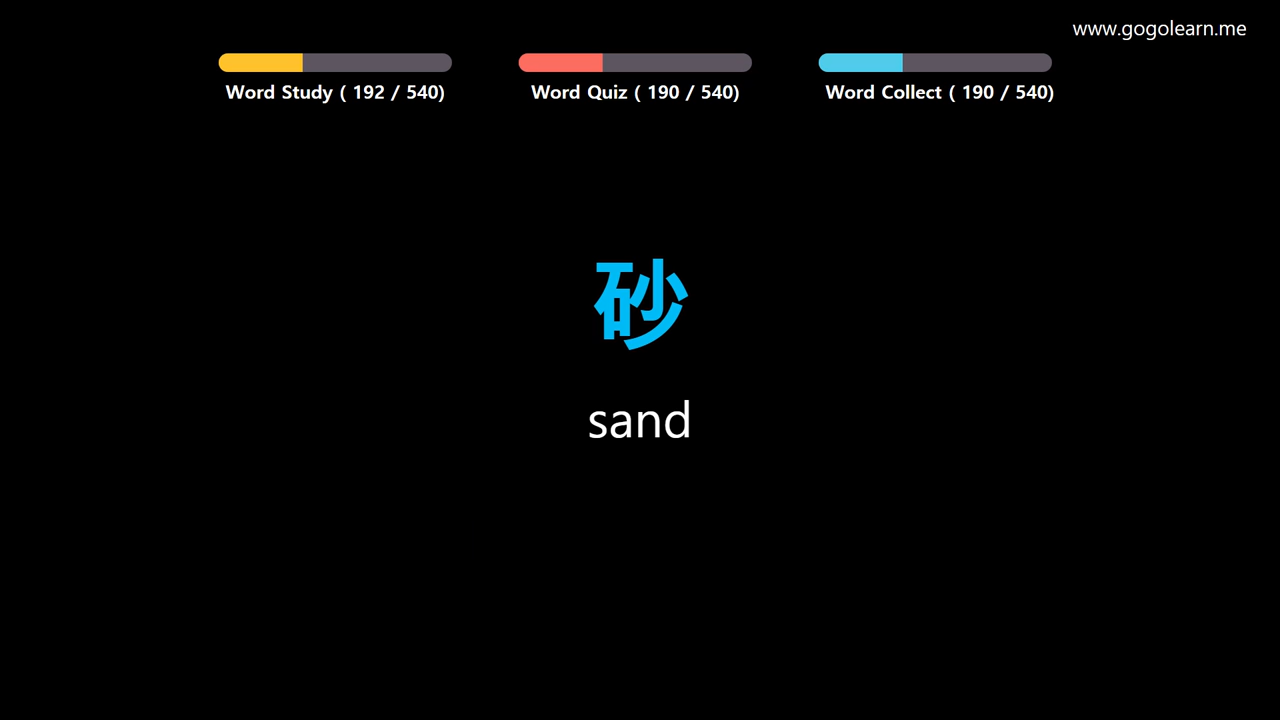 www.gogolearn.me
Word Study ( 192 / 540)
Word Quiz ( 190 / 540)
Word Collect ( 190 / 540)
砂
sand